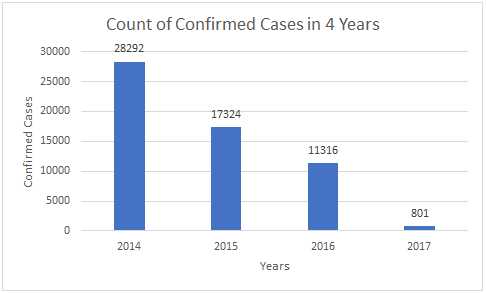 Count of Confirmed Cases in 4 Years
Confirmed Cases
30000
25000
20000
15000
10000
5000
0
28292
17324
11316
801
2014 2015 2016 2017
Years